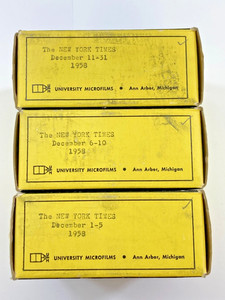 The NEW YORK TIMES
December 11-31
1958
UNIVERSITY MICROFILMS • Ann Arbor, Michigan
The NEW YORK TIMES
December 6-10
1958
UNIVERSITY MICROFILMS • Ann Arbor, Michigan
The NEW YORK TIMES
December 1-5
1958
UNIVERSITY MICROFILMS • Ann Arbor, Michigan